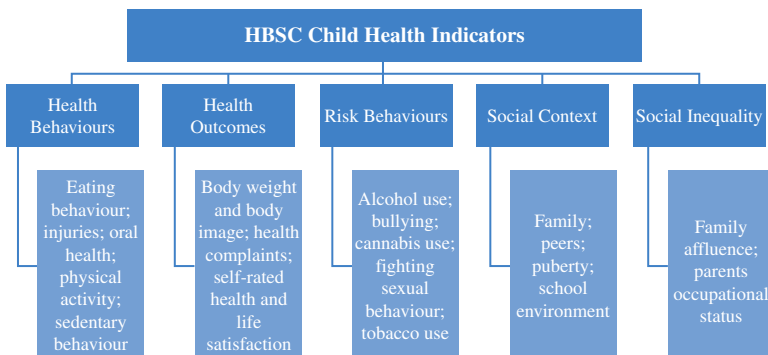 HBSC Child Health Indicators
Health
Behaviours
Eating
behaviour;
injuries; oral
health;
physical
activity;
sedentary
behaviour
Health
Outcomes
Body weight
and body
image; health
complaints;
self-rated
health and
life
satisfaction
Risk Behaviours
Alcohol use;
bullying;
cannabis use;
fighting
sexual
behaviour;
tobacco use
Social Context
Family;
peers;
puberty;
school
environment
Social Inequality
Family
affluence;
parents
occupational
status